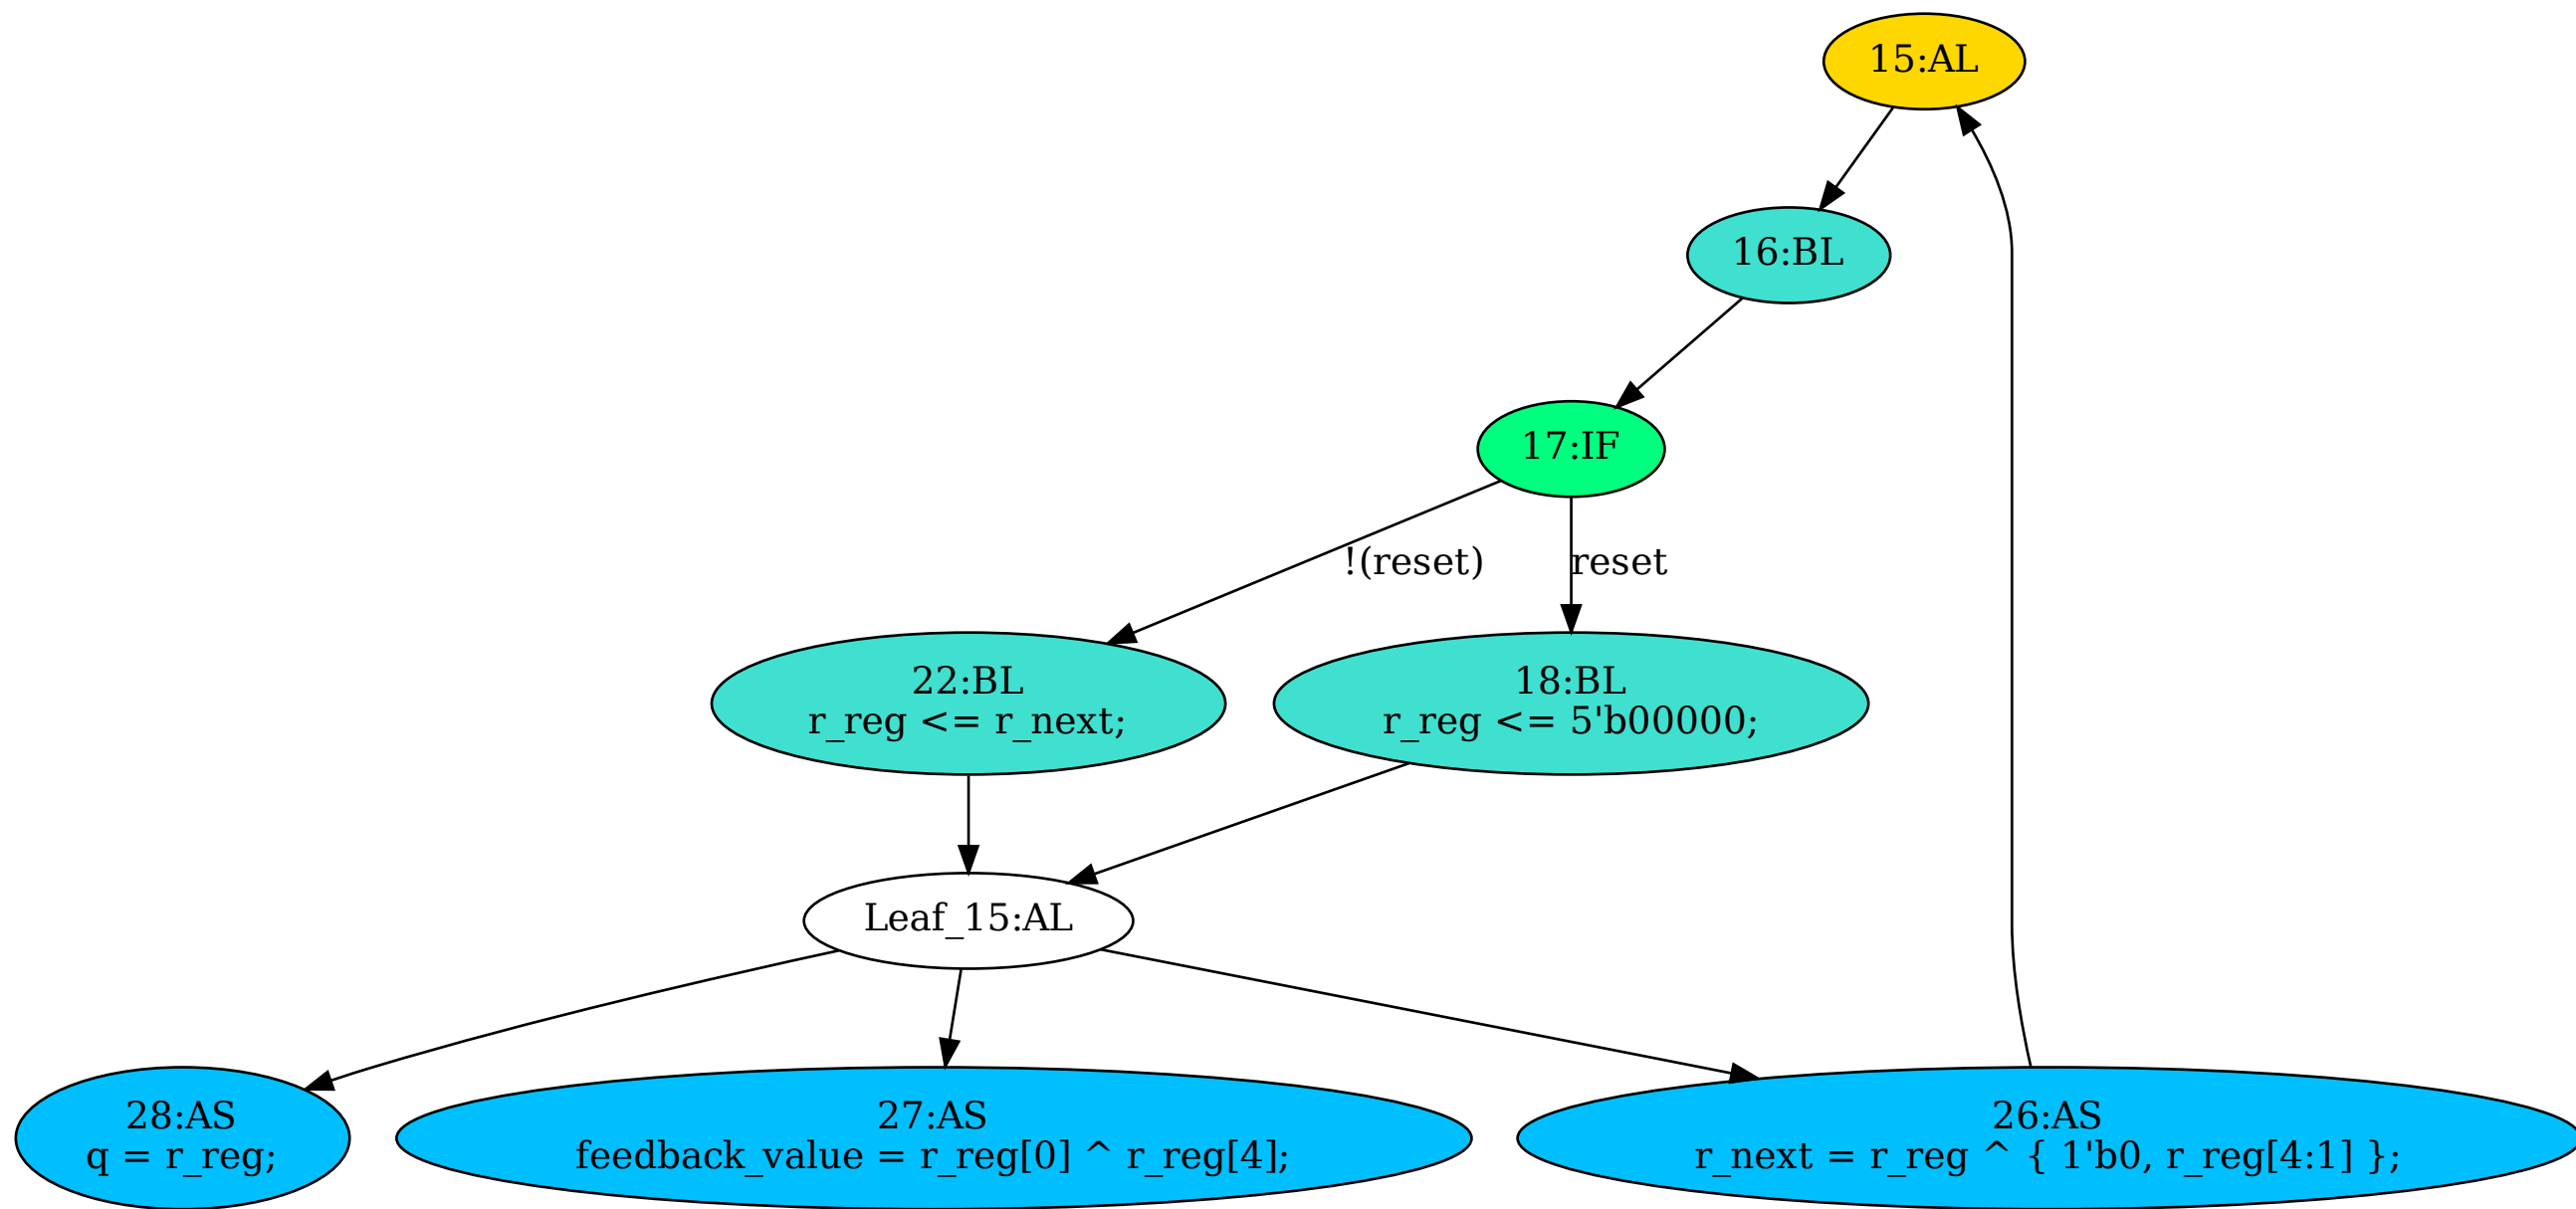 15:AL
16:BL
17:IF
!(reset)
reset
22:BL
r_reg <= r_next;
18:BL
r_reg <= 5'b00000;
Leaf_15:AL
28:AS
q = r_reg;
27:AS
feedback_value = r_reg[0] ^ r_reg[4];
26:AS
r_next = r_reg ^ { 1'b0, r_reg[4:1] };